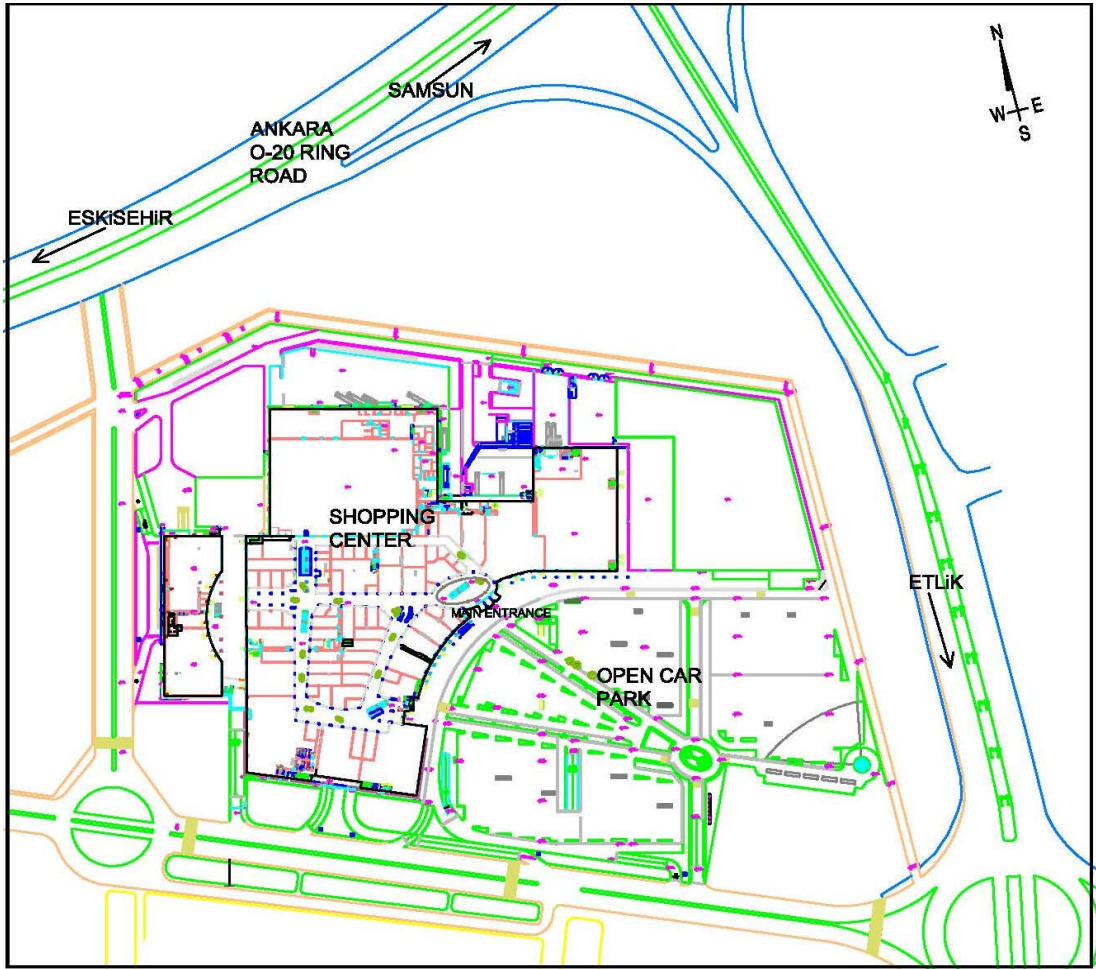 N
W E
S
SAMSUN
ANKARA
O-20 RING
ROAD
ESKiSEHiR
SHOPPING
CENTER
ETLiK
MAIN ENTRANCE
OPEN CAR
PARK